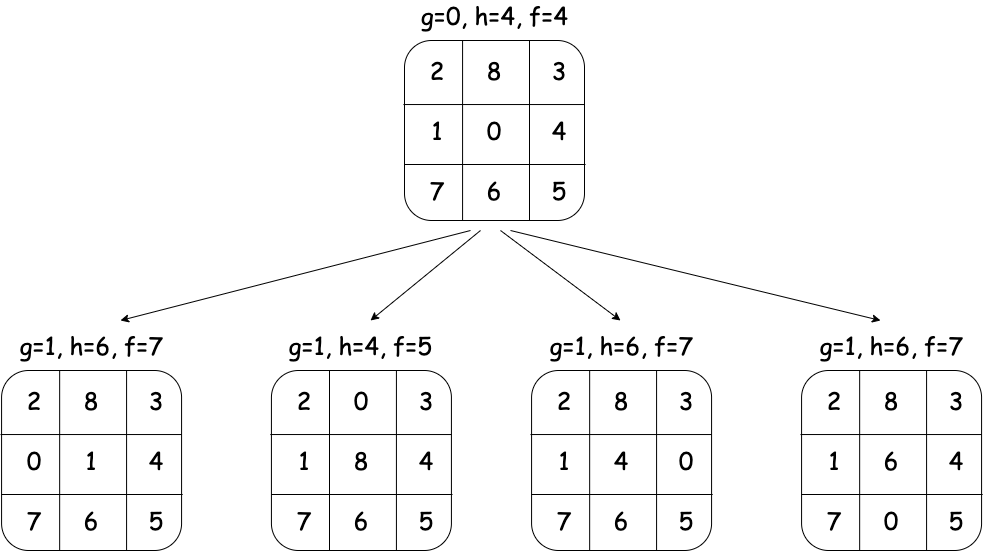 g=0, h=4, f=4
2 8 3
1 0 4
7 6 5
g=1, h=6, f=7
2 8 3
0 1 4
7 6 5
g=1, h=4, f=5
2 0 3
1 8 4
7 6 5
g=1, h=6, f=7
2 8 3
1 4 0
7 6 5
g=1, h=6, f=7
2 8 3
1 6 4
7 0 5